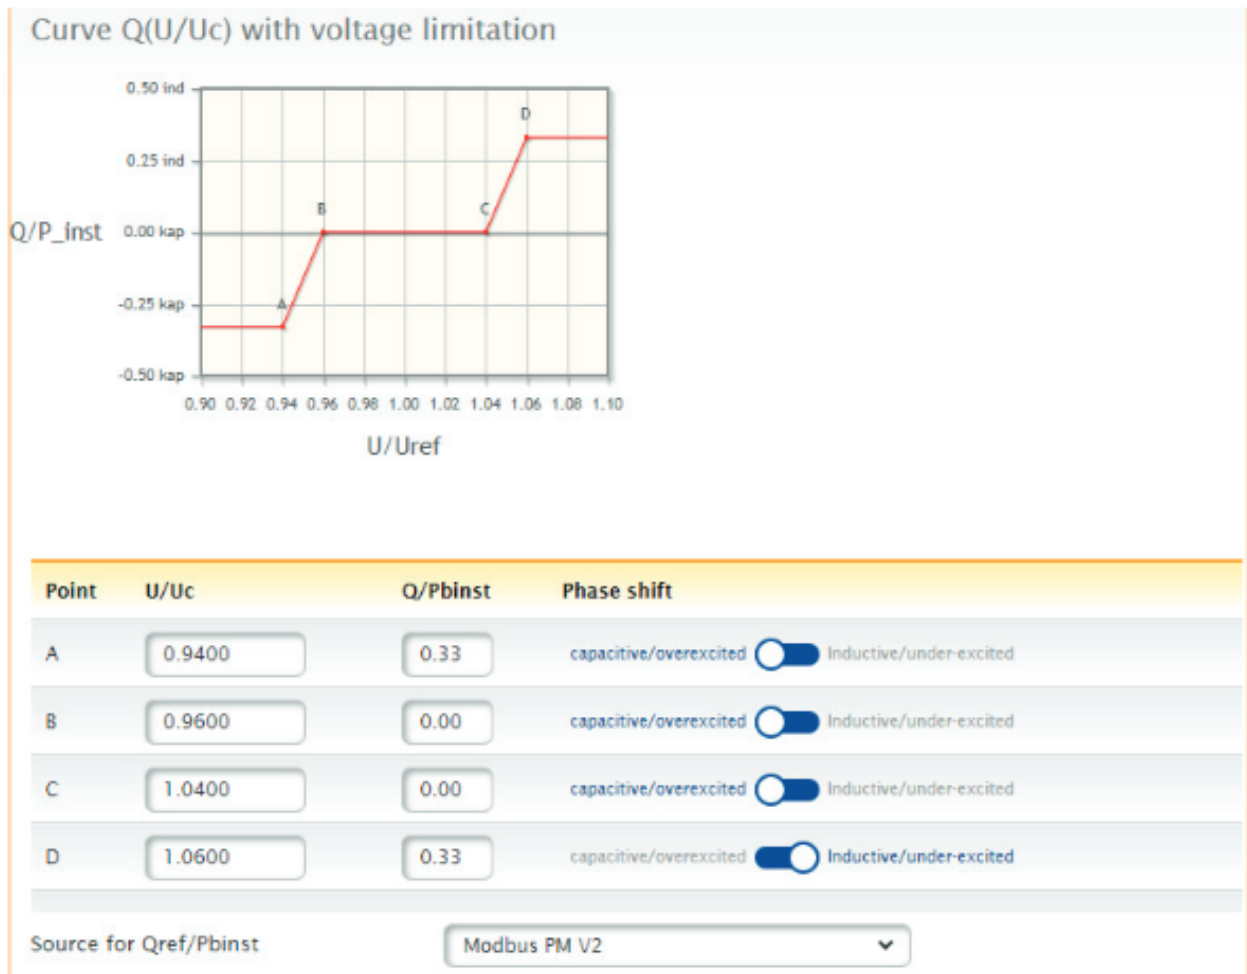 Curve Q(U/Uc) with voltage limitation
0.50 ind
D
0.25 ind
B
C
Q/P_inst
0.00 kap
A
-0.25 kap
-0.50 kap
0.90 0.92 0.94 0.96 0.98 1.00 1.02 1.04 1.06 1.08 1.10
U/Uref
Point U/Uc Q/Pbinst Phase shift
A 0.9400 0.33 capacitive/overexcited Inductive/under-excited
B 0.9600 0.00 capacitive/overexcited Inductive/under-excited
C 1.0400 0.00 capacitive/overexcited Inductive/under-excited
D 1.0600 0.33 capacitive/overexcited Inductive/under-excited
Source for Qref/Pbinst Modbus PM V2